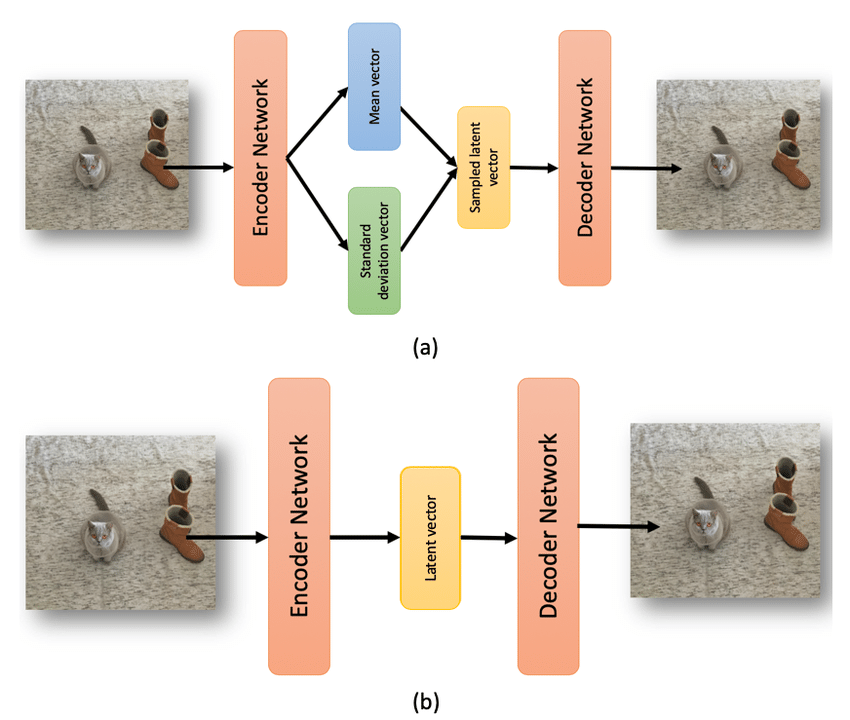 Encoder Network
Mean vector
Standard
deviation vector
Sampled latent
vector
Decoder Network
(a)
Encoder Network
Latent vector
Decoder Network
(b)